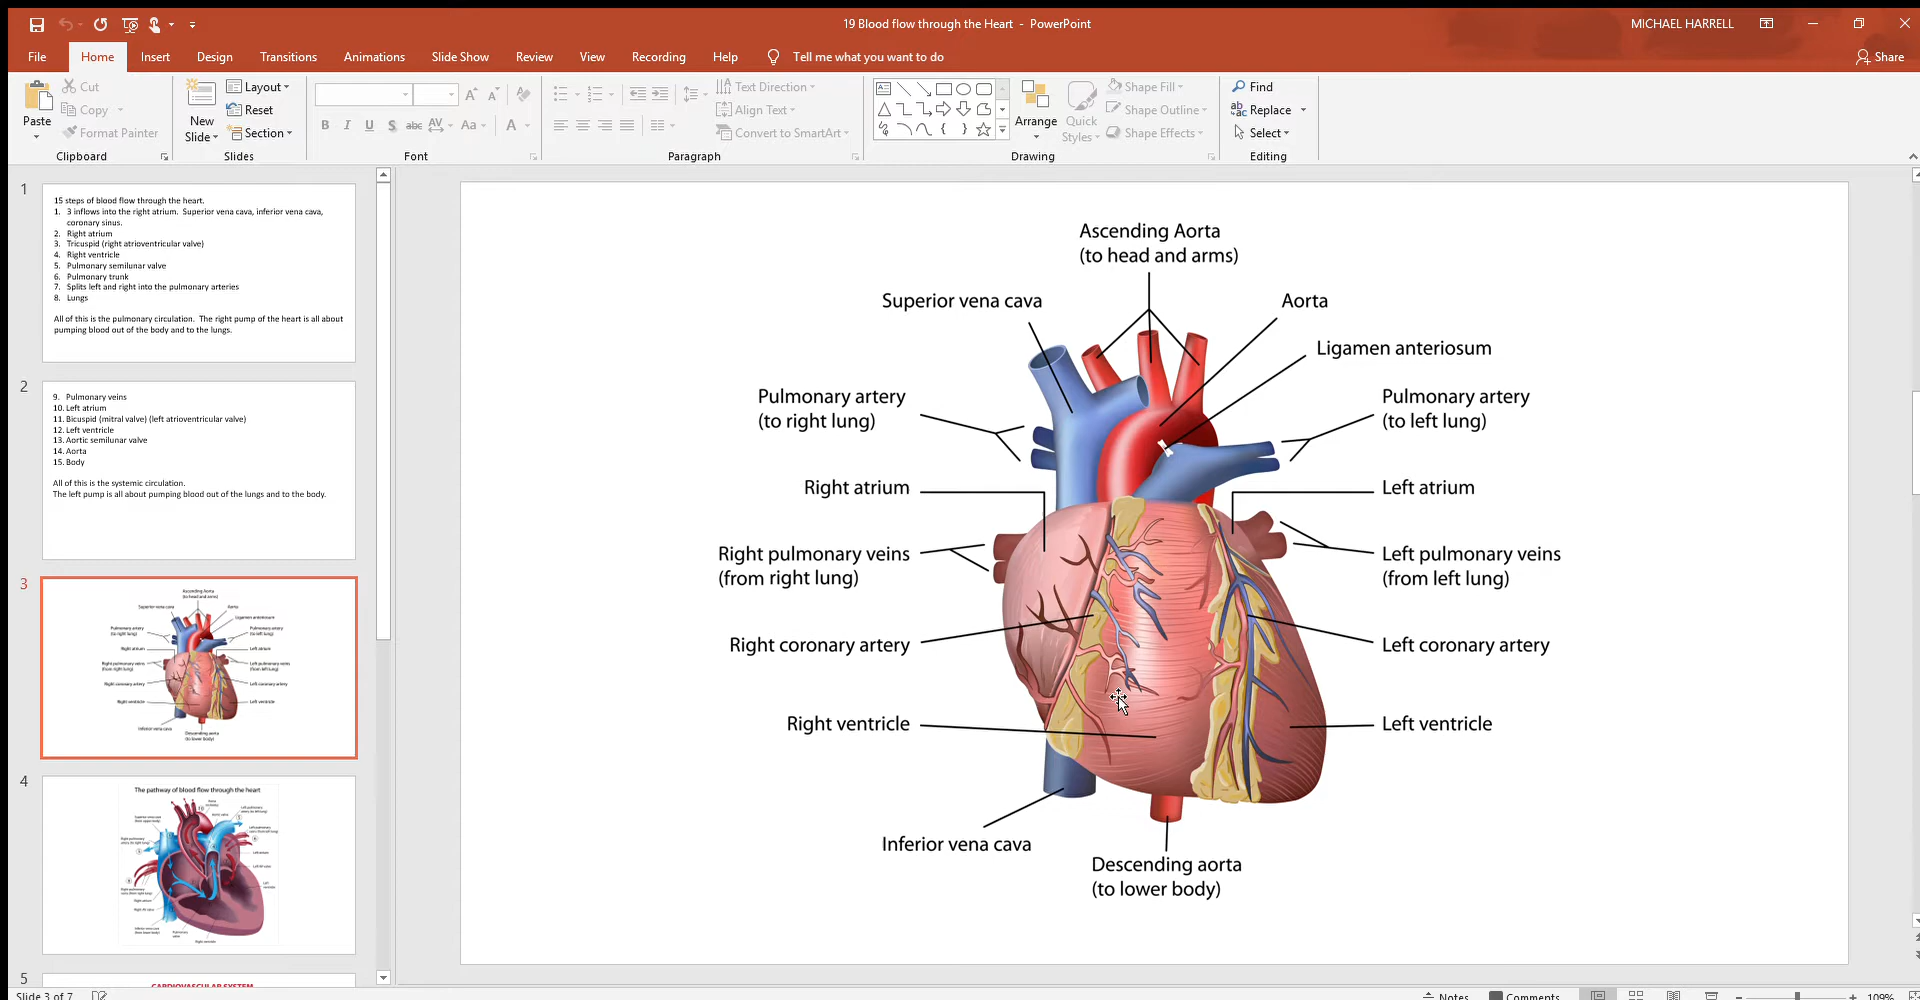 19 Blood flow through the Heart - PowerPoint
MICHAEL HARRELL
File Home Insert Design Transitions Animations Slide Show Review View Recording Help Tell me what you want to do
Share
Paste
Cut
Copy
Format Painter
Clipboard
New Slide
Layout
Reset
Section
Slides
B I U S abc AV Aa A
Font
Text Direction
Align Text
Convert to SmartArt
Paragraph
Arrange
Quick Styles
Shape Fill
Shape Outline
Shape Effects
Drawing
Find
Replace
Select
Editing
1
15 steps of blood flow through the heart.
1. 3 inflows into the right atrium. Superior vena cava, inferior vena cava,
coronary sinus.
2. Right atrium
3. Tricuspid (right atrioventricular valve)
4. Right ventricle
5. Pulmonary semilunar valve
6. Pulmonary trunk
7. Splits left and right into the pulmonary arteries
8. Lungs
All of this is the pulmonary circulation. The right pump of the heart is all about
pumping blood out of the body and to the lungs.
2
9. Pulmonary veins
10. Left atrium
11. Bicuspid (mitral valve) (left atrioventricular valve)
12. Left ventricle
13. Aortic semilunar valve
14. Aorta
15. Body
All of this is the systemic circulation.
The left pump is all about pumping blood out of the lungs and to the body.
3
4
The pathway of blood flow through the heart
5
CARDIOVASCULAR SYSTEM
Ascending Aorta
(to head and arms)
Superior vena cava
Aorta
Ligamen anteriosum
Pulmonary artery
(to right lung)
Pulmonary artery
(to left lung)
Right atrium
Left atrium
Right pulmonary veins
(from right lung)
Left pulmonary veins
(from left lung)
Right coronary artery
Left coronary artery
Right ventricle
Left ventricle
Inferior vena cava
Descending aorta
(to lower body)
Slide 3 of 7
Notes
Comments
109%